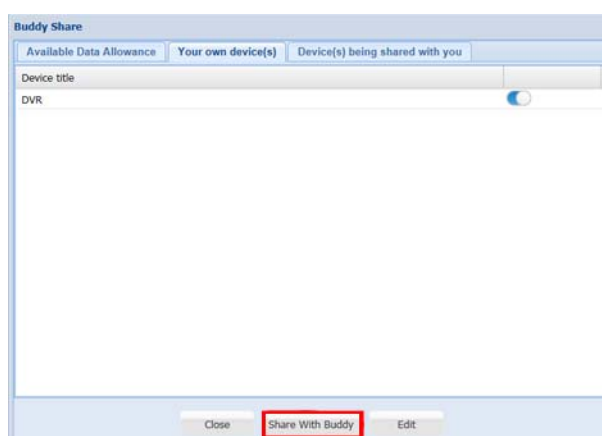 Buddy Share
Available Data Allowance Your own device(s) Device(s) being shared with you
Device title
DVR
Close Share With Buddy Edit